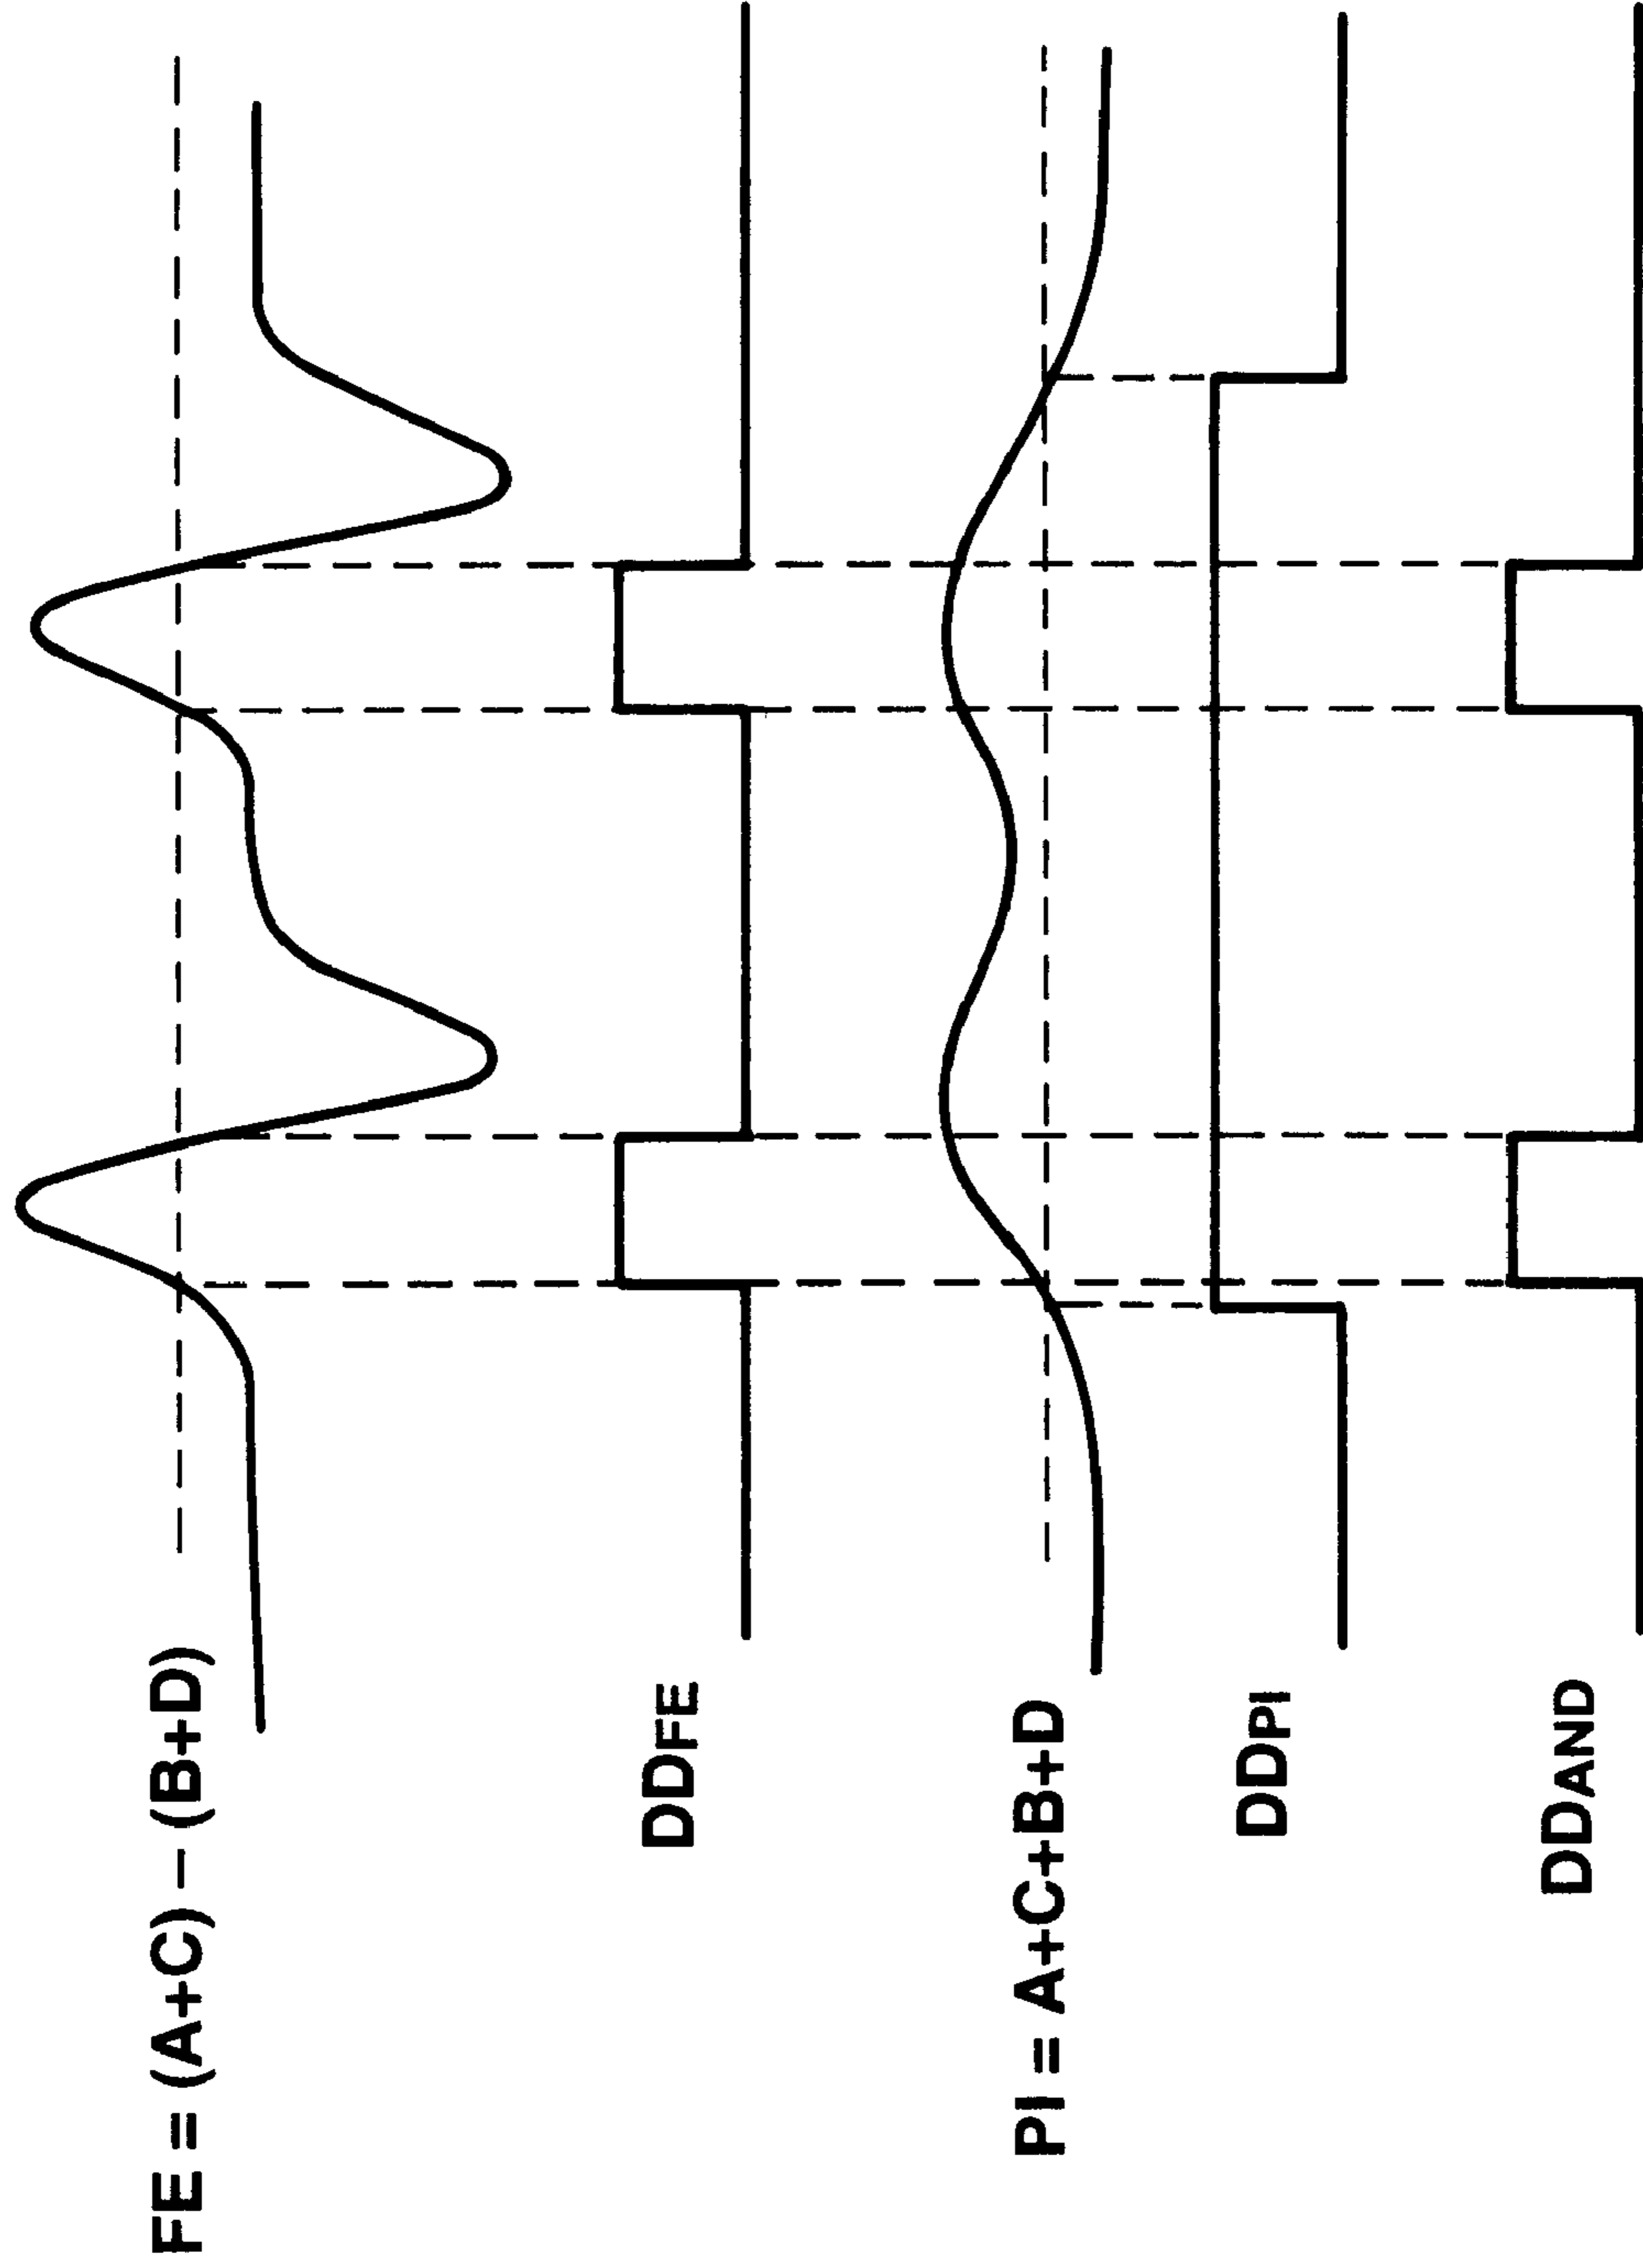 FE = (A+C) – (B+D)
DDFE
PI = A+C+B+D
DDPI
DDAND